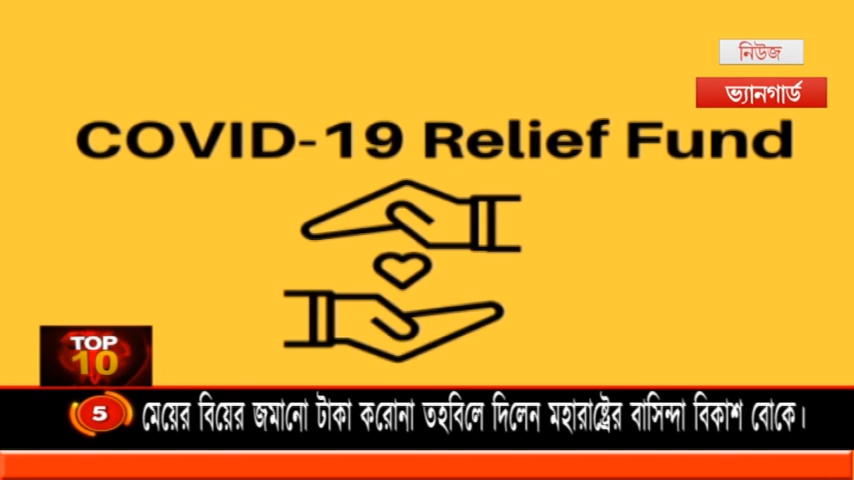 নিউজ
ভ্যানগার্ড
COVID-19 Relief Fund
TOP
10
5 মেয়ের বিয়ের জমানো টাকা করোনা তহবিলে দিলেন মহারাষ্ট্রের বাসিন্দা বিকাশ বোকে।